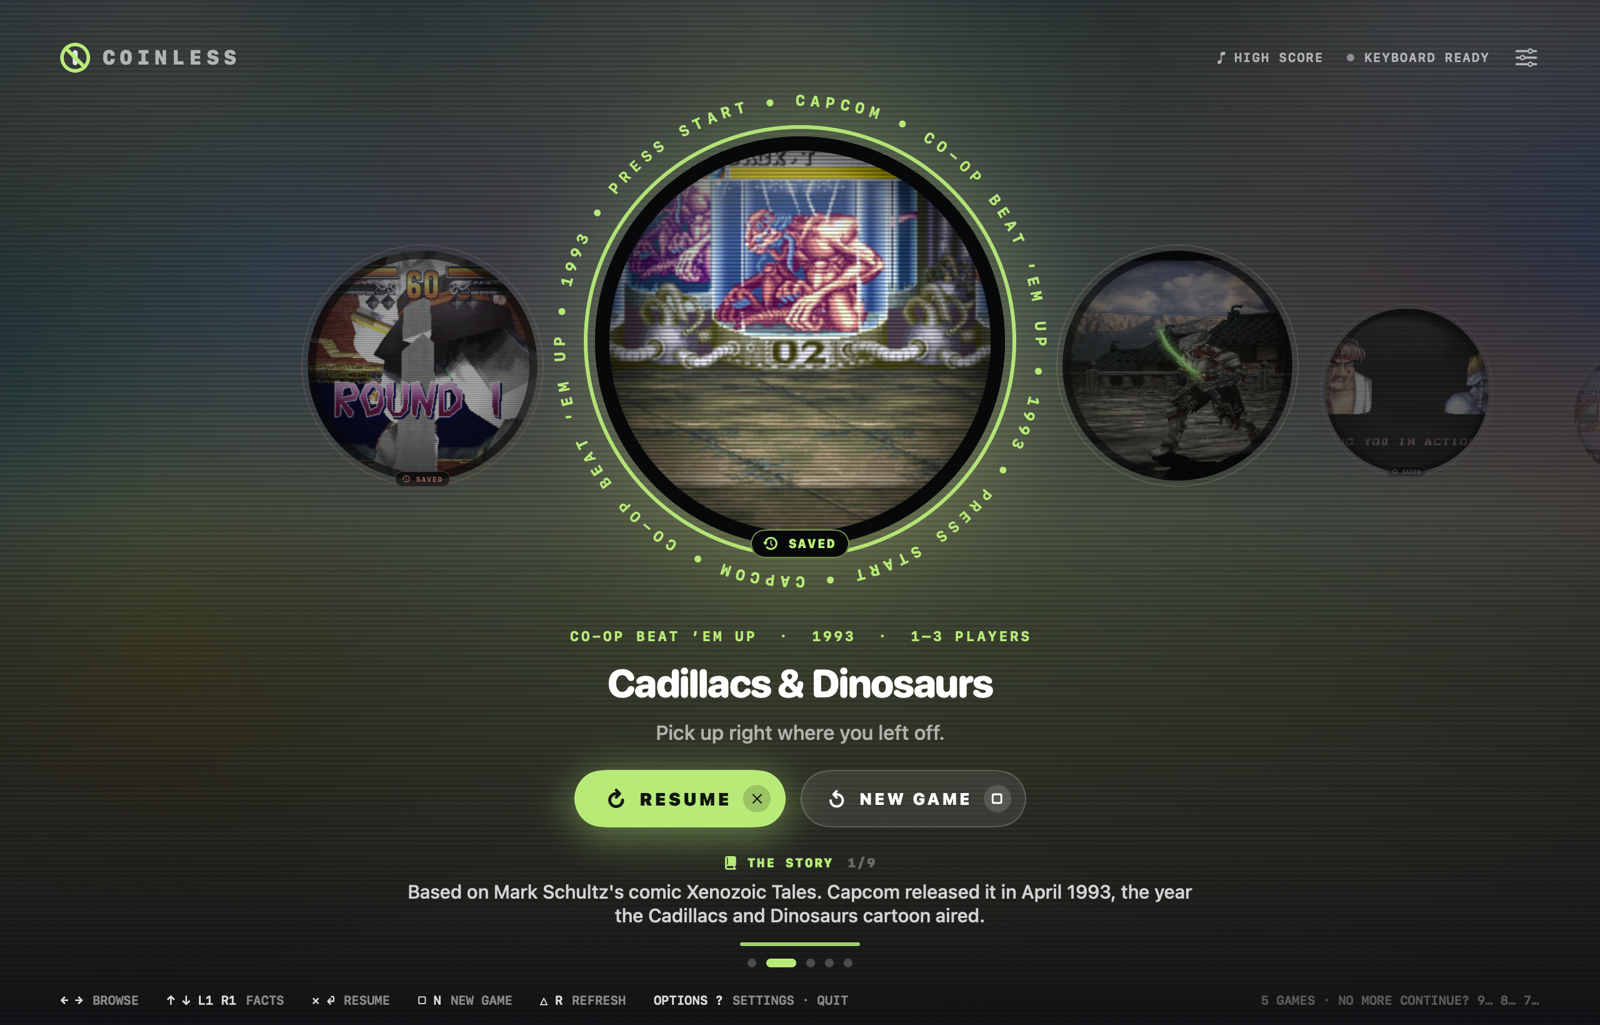 COINLESS
HIGH SCORE
KEYBOARD READY
PRESS START • CAPCOM • CO-OP BEAT 'EM UP • 1993 • PRESS START • CAPCOM • CO-OP BEAT 'EM UP • 1993 •
60
ROUND 1
SAVED
02
SAVED
G YOU IN ACTIO
SAVED
CO-OP BEAT 'EM UP · 1993 · 1–3 PLAYERS
Cadillacs & Dinosaurs
Pick up right where you left off.
RESUME
NEW GAME
THE STORY 1/9
Based on Mark Schultz's comic Xenozoic Tales. Capcom released it in April 1993, the year
the Cadillacs and Dinosaurs cartoon aired.
← → BROWSE ↑ ↓ L1 R1 FACTS × ↵ RESUME □ N NEW GAME △ R REFRESH OPTIONS ? SETTINGS · QUIT
5 GAMES · NO MORE CONTINUE? 9… 8… 7…